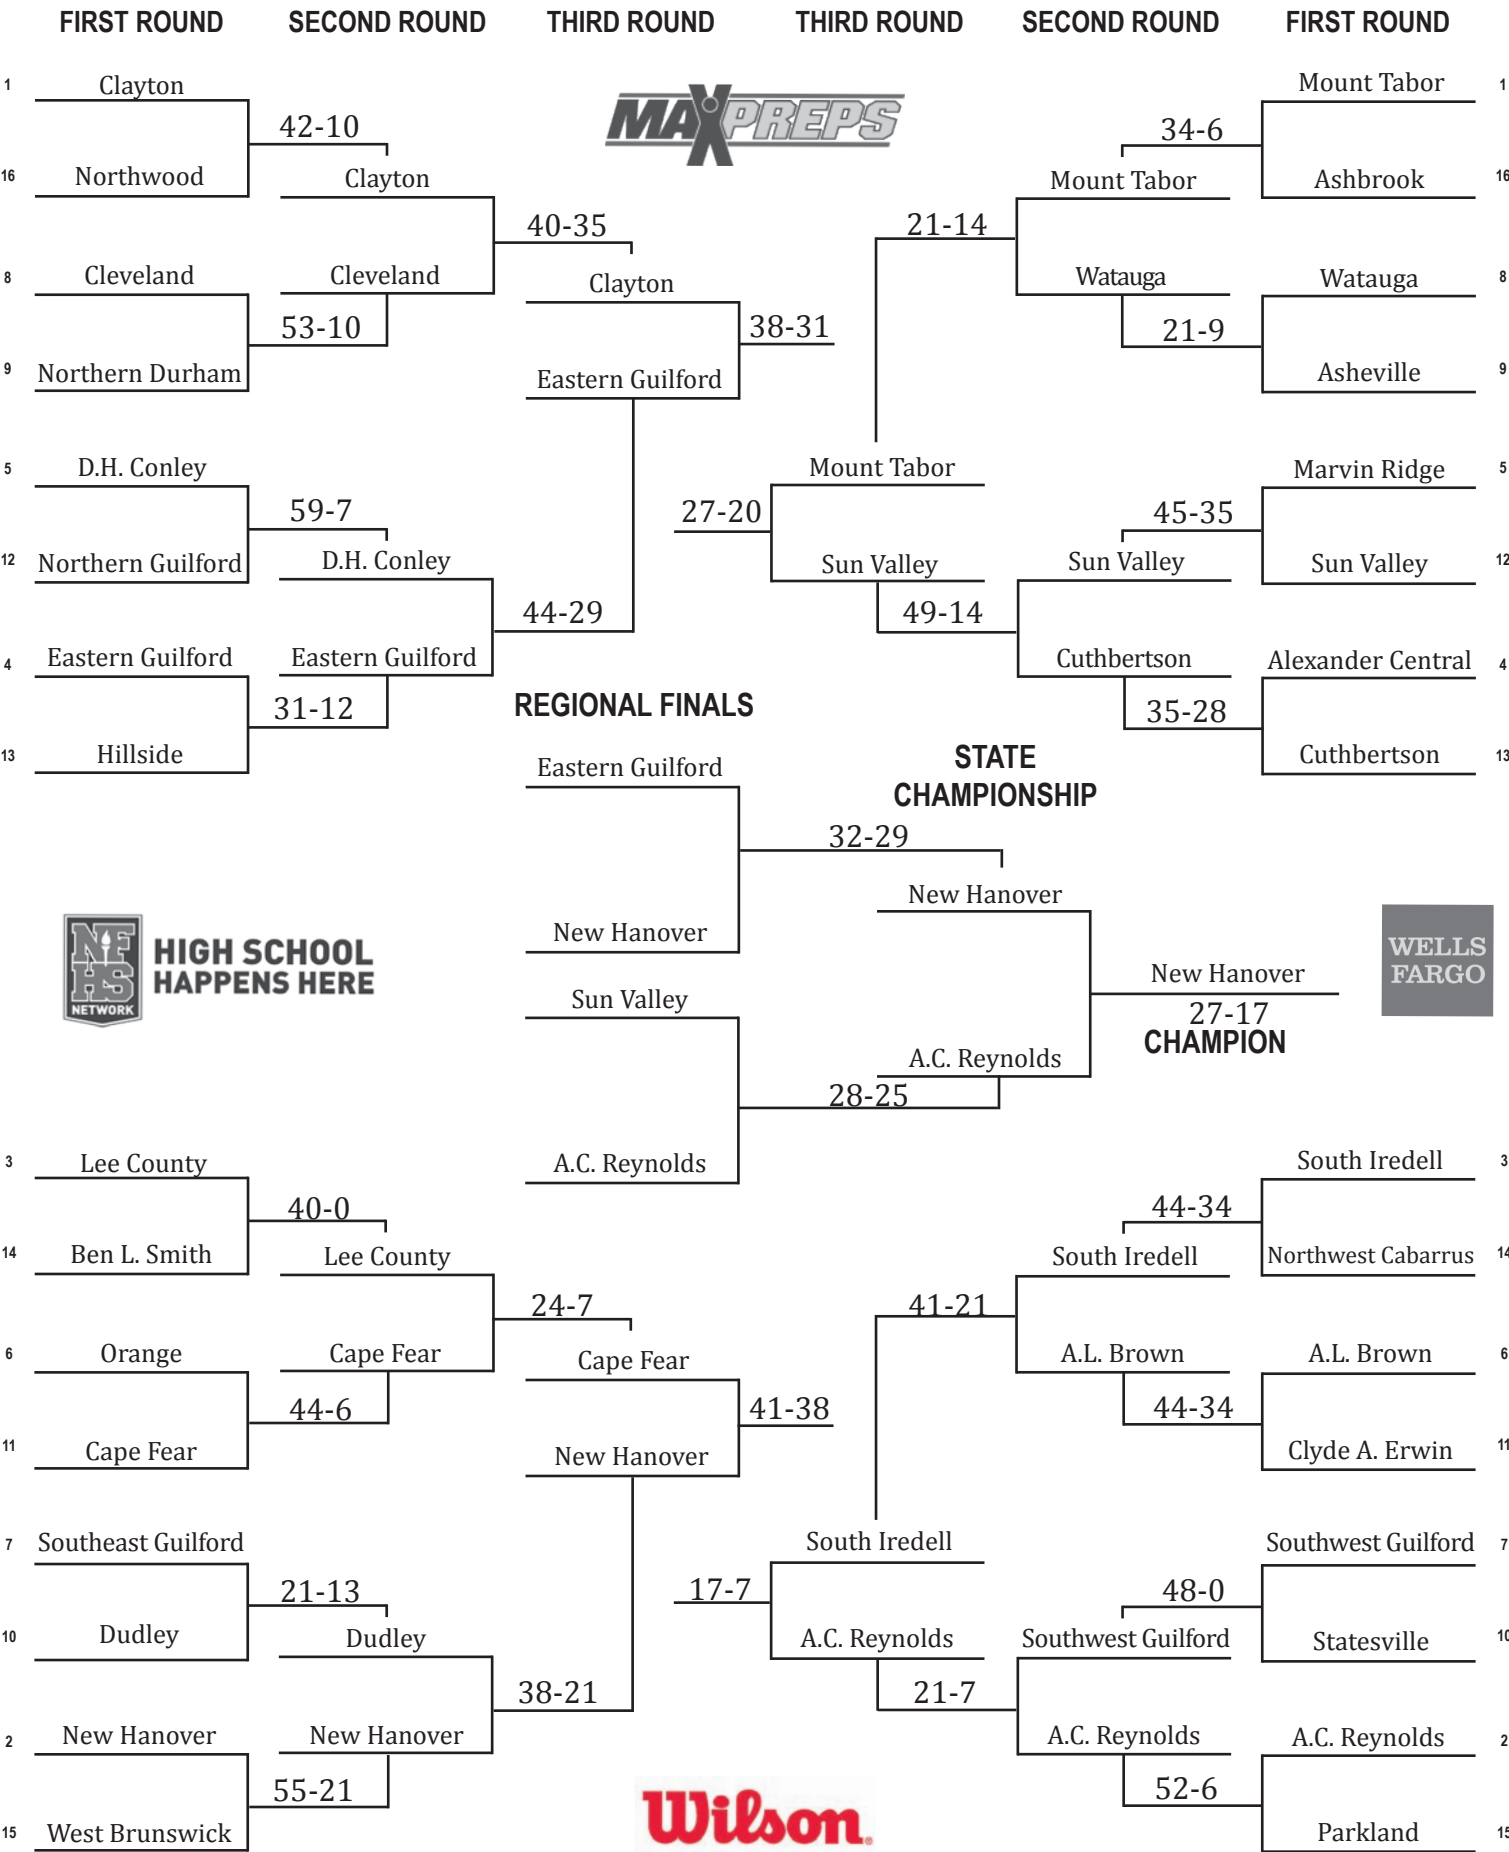 FIRST ROUND SECOND ROUND THIRD ROUND THIRD ROUND SECOND ROUND FIRST ROUND
1 Clayton
42-10
16 Northwood
Clayton
40-35
8 Cleveland
Cleveland
53-10
9 Northern Durham
Clayton
38-31
Eastern Guilford
5 D.H. Conley
59-7
12 Northern Guilford
D.H. Conley
44-29
4 Eastern Guilford
Eastern Guilford
31-12
13 Hillside
MAXPREPS
Mount Tabor 1
34-6
Ashbrook 16
Mount Tabor
21-14
Watauga
Watauga 8
21-9
Asheville 9
Mount Tabor
27-20
Sun Valley
49-14
Marvin Ridge 5
45-35
Sun Valley 12
Sun Valley
Cuthbertson
Alexander Central 4
35-28
Cuthbertson 13
REGIONAL FINALS
STATE
CHAMPIONSHIP
Eastern Guilford
32-29
New Hanover
New Hanover
Sun Valley
28-25
A.C. Reynolds
A.C. Reynolds
New Hanover
27-17
CHAMPION
NF
HS
NETWORK
HIGH SCHOOL
HAPPENS HERE
WELLS
FARGO
3 Lee County
40-0
14 Ben L. Smith
Lee County
24-7
6 Orange
Cape Fear
44-6
11 Cape Fear
Cape Fear
41-38
New Hanover
7 Southeast Guilford
21-13
10 Dudley
Dudley
38-21
2 New Hanover
New Hanover
55-21
15 West Brunswick
South Iredell 3
44-34
Northwest Cabarrus 14
South Iredell
41-21
A.L. Brown
A.L. Brown 6
44-34
Clyde A. Erwin 11
South Iredell
17-7
A.C. Reynolds
21-7
Southwest Guilford 7
48-0
Statesville 10
Southwest Guilford
A.C. Reynolds
A.C. Reynolds 2
52-6
Parkland 15
Wilson®